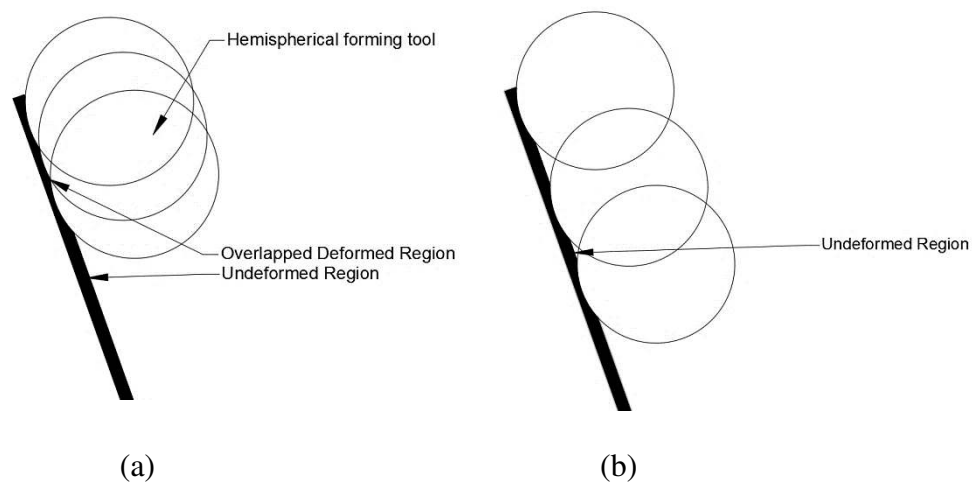 Hemispherical forming tool
Overlapped Deformed Region
Undeformed Region
Undeformed Region
(a)
(b)